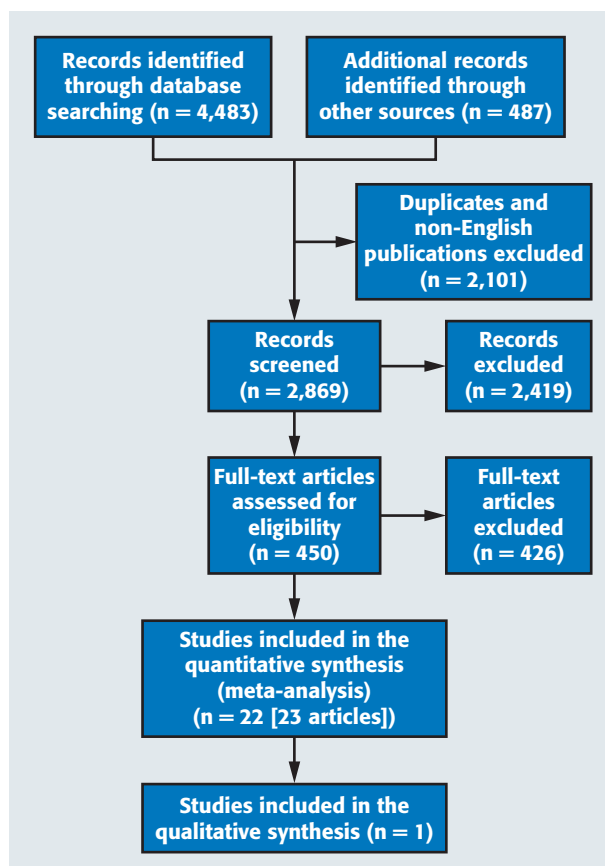 Records identified
through database
searching (n = 4,483)
Additional records
identified through
other sources (n = 487)
Duplicates and
non-English
publications excluded
(n = 2,101)
Records
screened
(n = 2,869)
Records
excluded
(n = 2,419)
Full-text articles
assessed for
eligibility
(n = 450)
Full-text
articles
excluded
(n = 426)
Studies included in the
quantitative synthesis
(meta-analysis)
(n = 22 [23 articles])
Studies included in the
qualitative synthesis (n = 1)